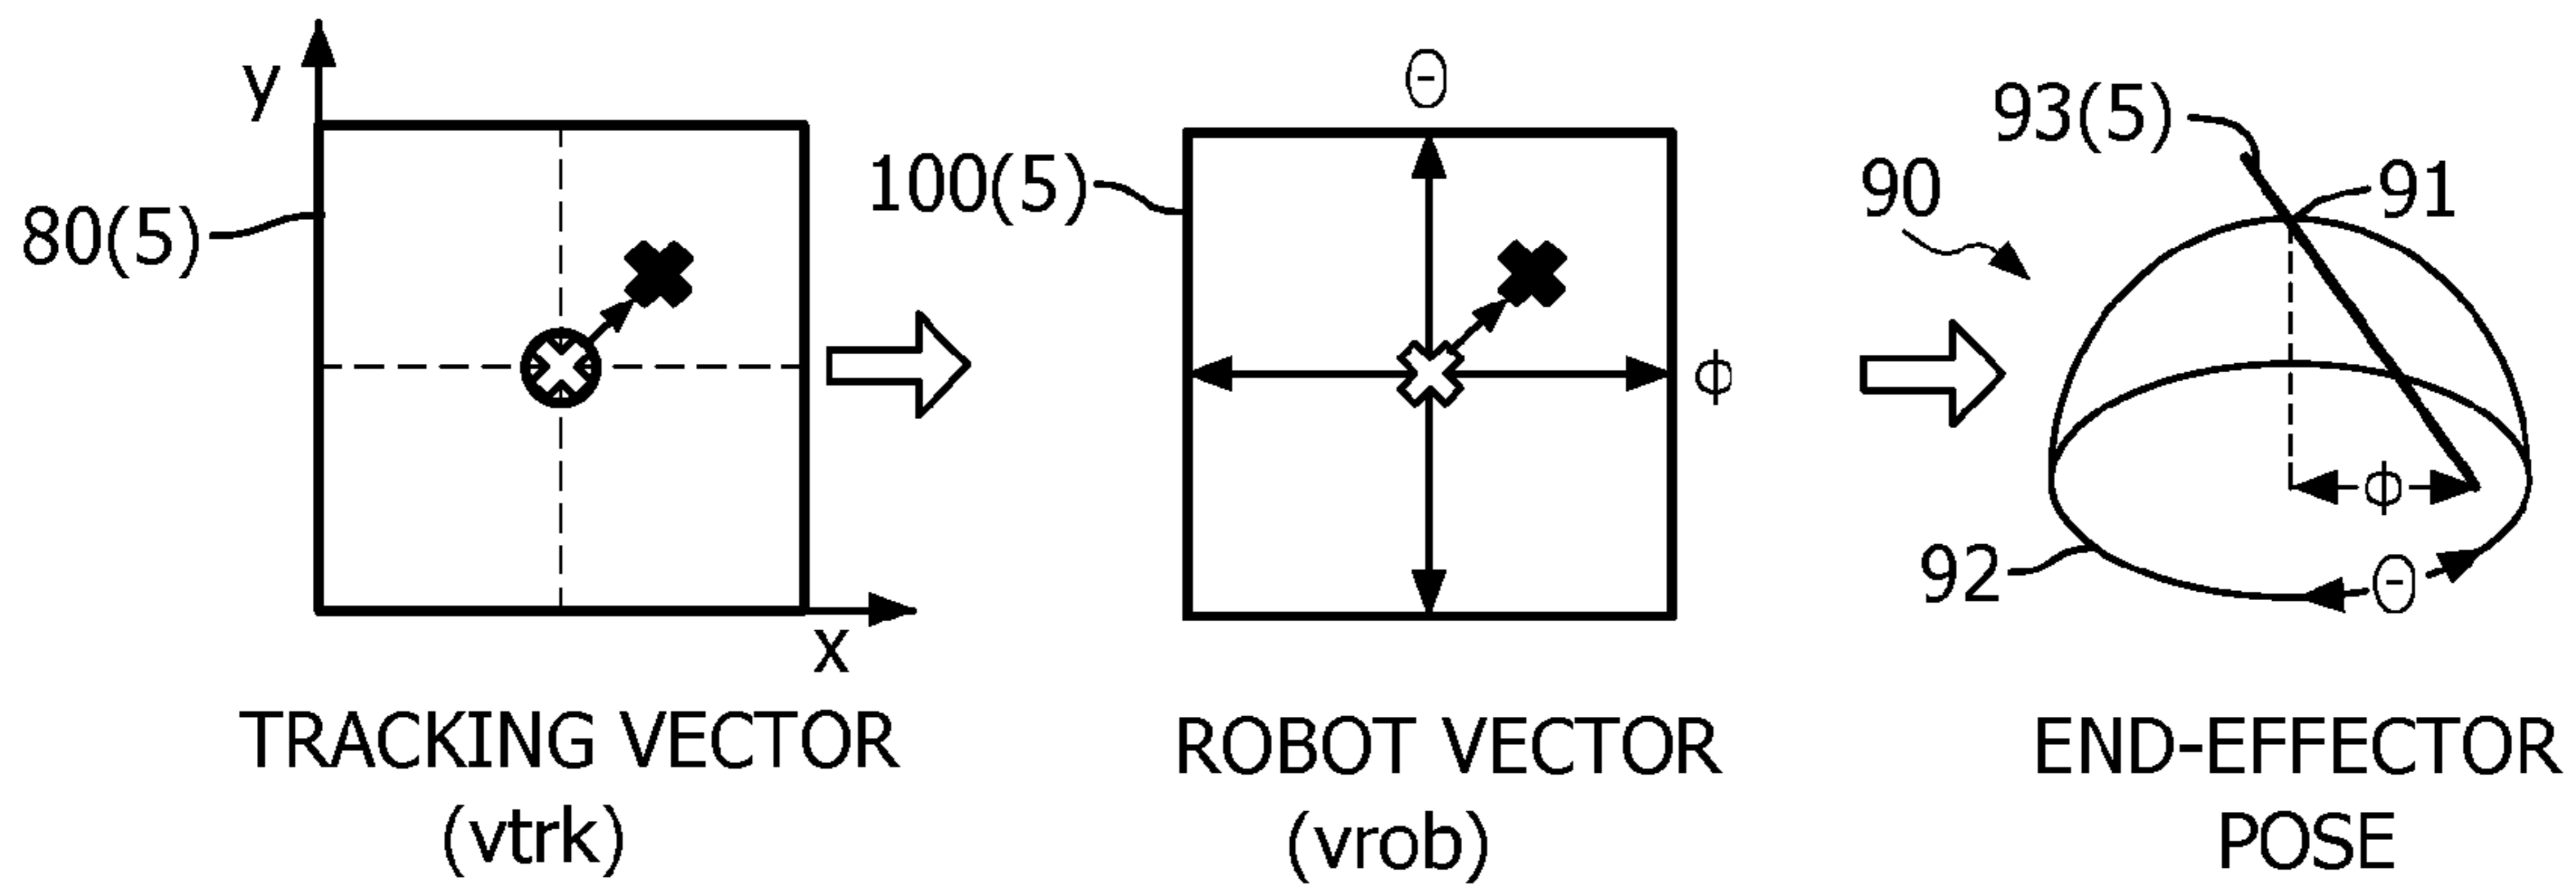 y
80(5)
x
TRACKING VECTOR
(vtrk)
Θ
100(5)
ϕ
ROBOT VECTOR
(vrob)
93(5)
90
91
ϕ
92
Θ
END-EFFECTOR
POSE